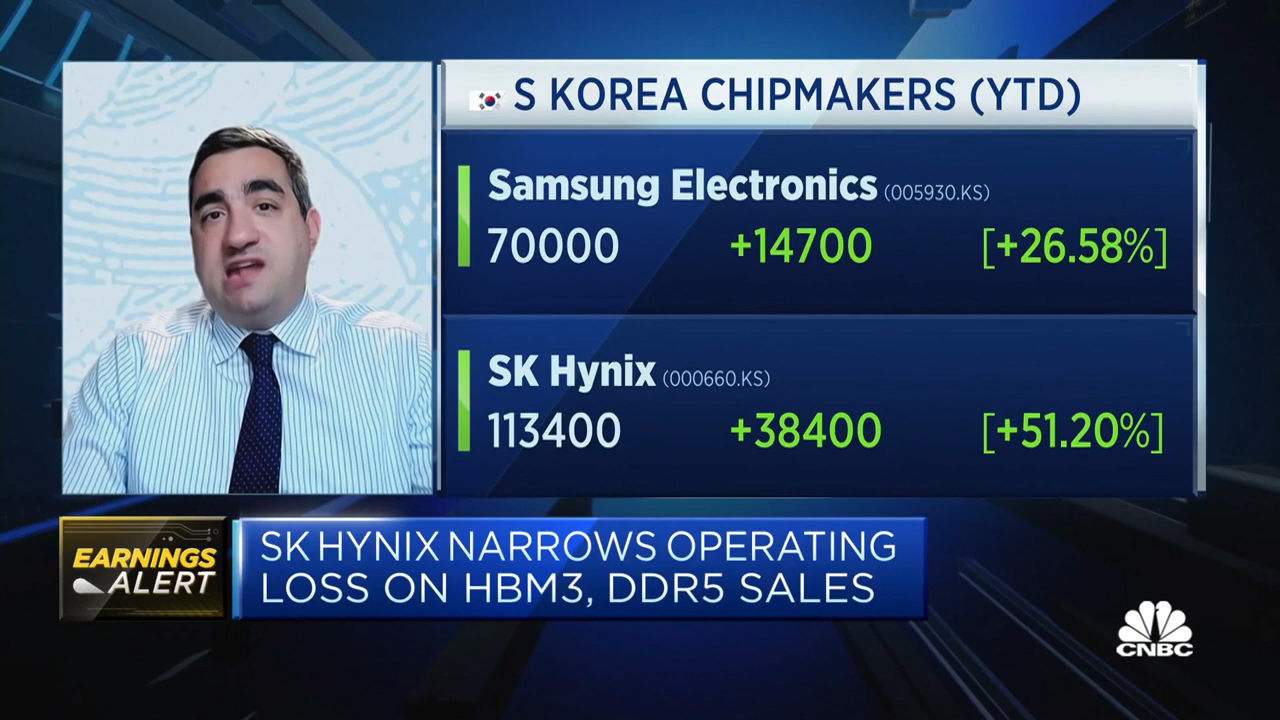 S KOREA CHIPMAKERS (YTD)
Samsung Electronics (005930.KS)
70000 +14700 [+26.58%]
SK Hynix (000660.KS)
113400 +38400 [+51.20%]
EARNINGS
ALERT
SK HYNIX NARROWS OPERATING
LOSS ON HBM3, DDR5 SALES
CNBC